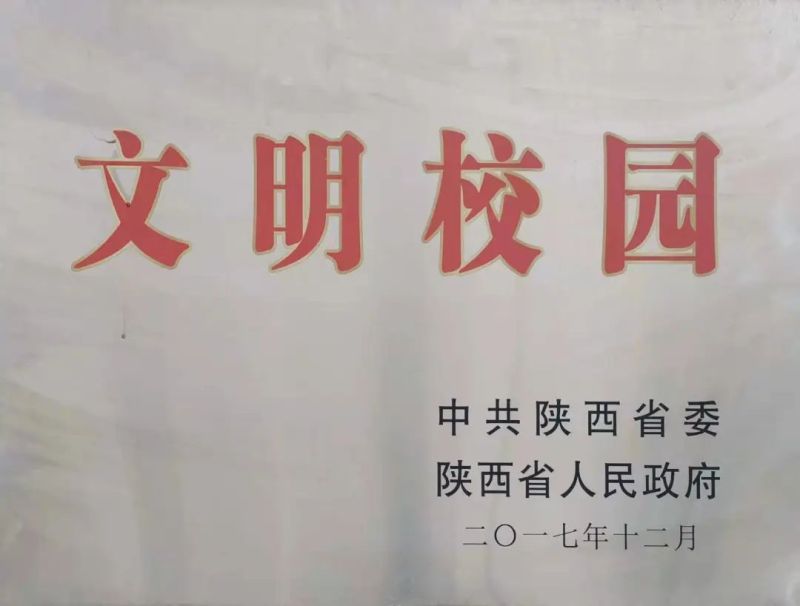 文明校园
中共陕西省委
陕西省人民政府
二〇一七年十二月